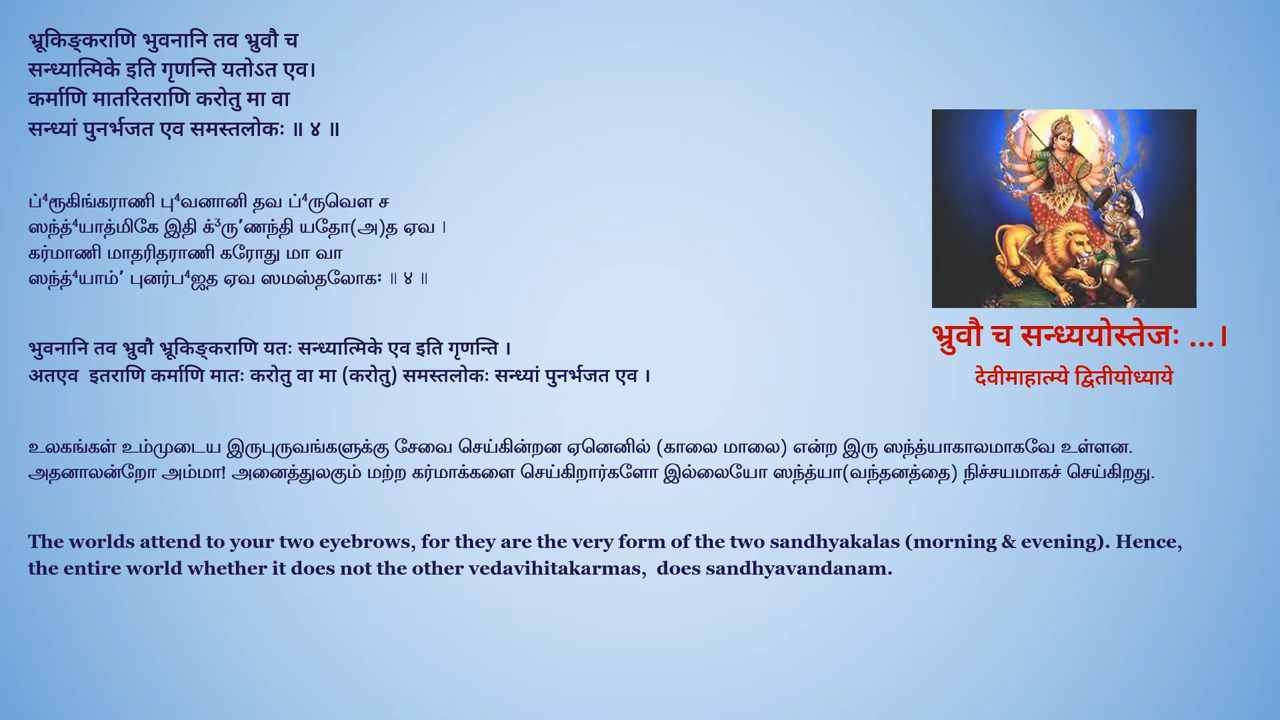 भ्रूकिङ्कराणि भुवनानि तव भ्रुवौ च
सन्ध्यात्मिके इति गृणन्ति यतोऽत एव।
कर्माणि मातरितराणि करोतु मा वा
सन्ध्यां पुनर्भजत एव समस्तलोकः ॥ ४ ॥
ப்⁴ரூகிங்கராணி பு⁴வனானி தவ ப்⁴ருவௌ ச
ஸந்த்⁴யாத்மிகே இதி க்³ரு’ணந்தி யதோ(அ)த ஏவ ।
கர்மாணி மாதரிதராணி கரோது மா வா
ஸந்த்⁴யாம்’ புனர்ப⁴ஜத ஏவ ஸமஸ்தலோக꞉ ॥ ४ ॥
भुवनानि तव भ्रुवौ भ्रूकिङ्कराणि यतः सन्ध्यात्मिके एव इति गृणन्ति ।
अतएव इतराणि कर्माणि मातः करोतु वा मा (करोतु) समस्तलोकः सन्ध्यां पुनर्भजत एव ।
உலகங்கள் உம்முடைய இருபுருவங்களுக்கு சேவை செய்கின்றன ஏனெனில் (காலை மாலை) என்ற இரு ஸந்த்யாகாலமாகவே உள்ளன.
அதனாலன்றோ அம்மா! அனைத்துலகும் மற்ற கர்மாக்களை செய்கிறார்களோ இல்லையோ ஸந்த்யா(வந்தனத்தை) நிச்சயமாகச் செய்கிறது.
The worlds attend to your two eyebrows, for they are the very form of the two sandhyakalas (morning & evening). Hence,
the entire world whether it does not the other vedavihitakarmas, does sandhyavandanam.
भ्रुवौ च सन्ध्ययोस्तेजः ...।
देवीमाहात्म्ये द्वितीयोध्याये